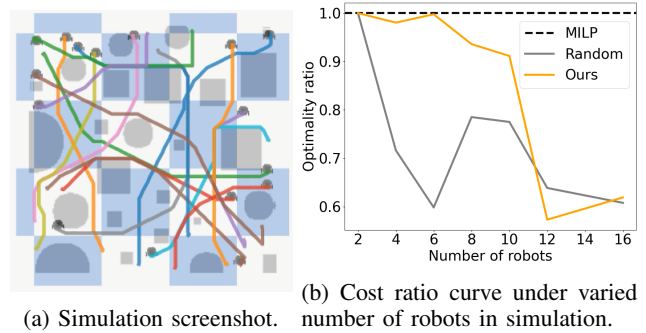 1.0
0.9
0.8
0.7
0.6
Optimality ratio
MILP
Random
Ours
2 4 6 8 10 12 14 16
Number of robots
(a) Simulation screenshot.
(b) Cost ratio curve under varied
number of robots in simulation.